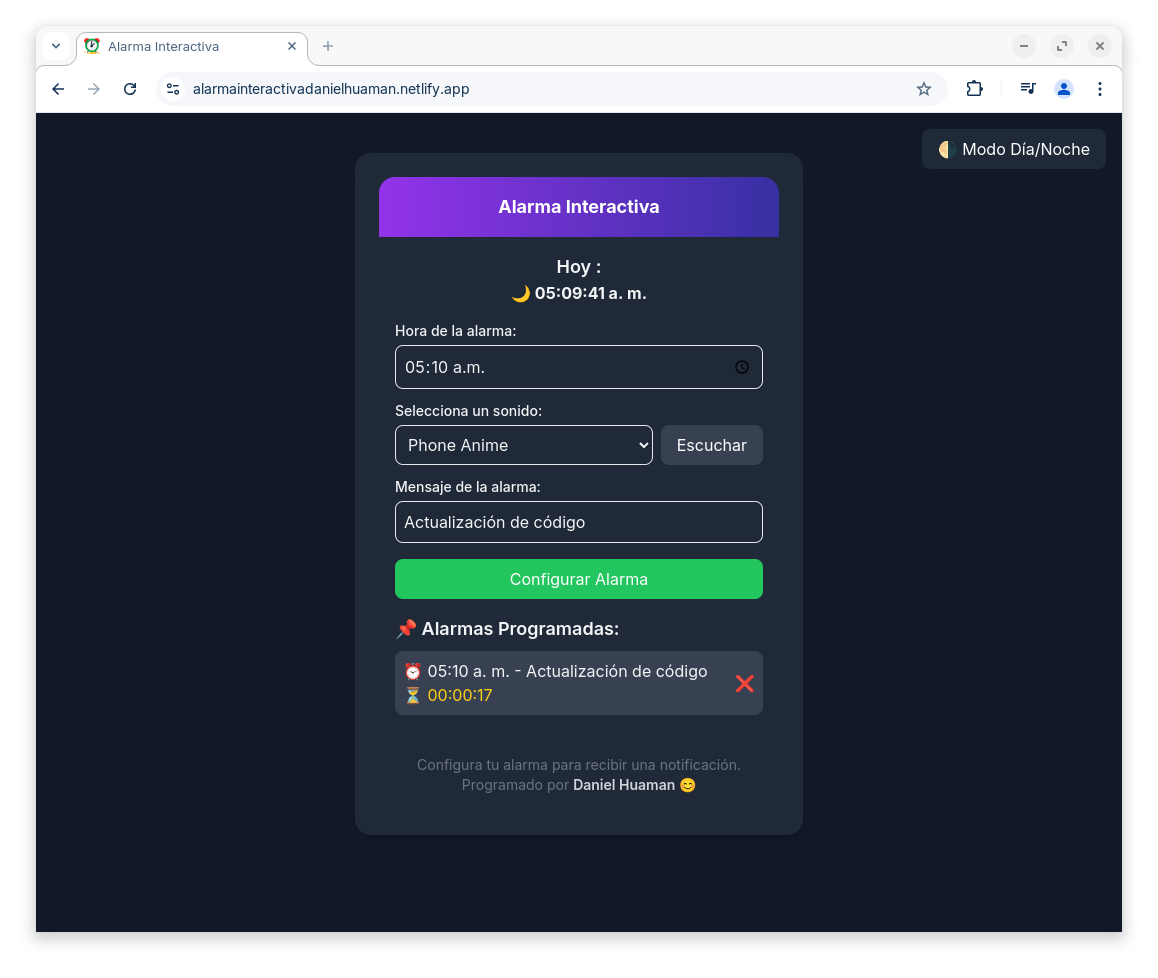 Alarma Interactiva
alarmainteractivadanielhuaman.netlify.app
🌗 Modo Día/Noche
Alarma Interactiva
Hoy :
🌙 05:09:41 a. m.
Hora de la alarma:
05:10 a.m.
Selecciona un sonido:
Phone Anime
Escuchar
Mensaje de la alarma:
Actualización de código
Configurar Alarma
📌 Alarmas Programadas:
⏰ 05:10 a. m. - Actualización de código
⏳ 00:00:17
❌
Configura tu alarma para recibir una notificación.
Programado por Daniel Huaman 😊